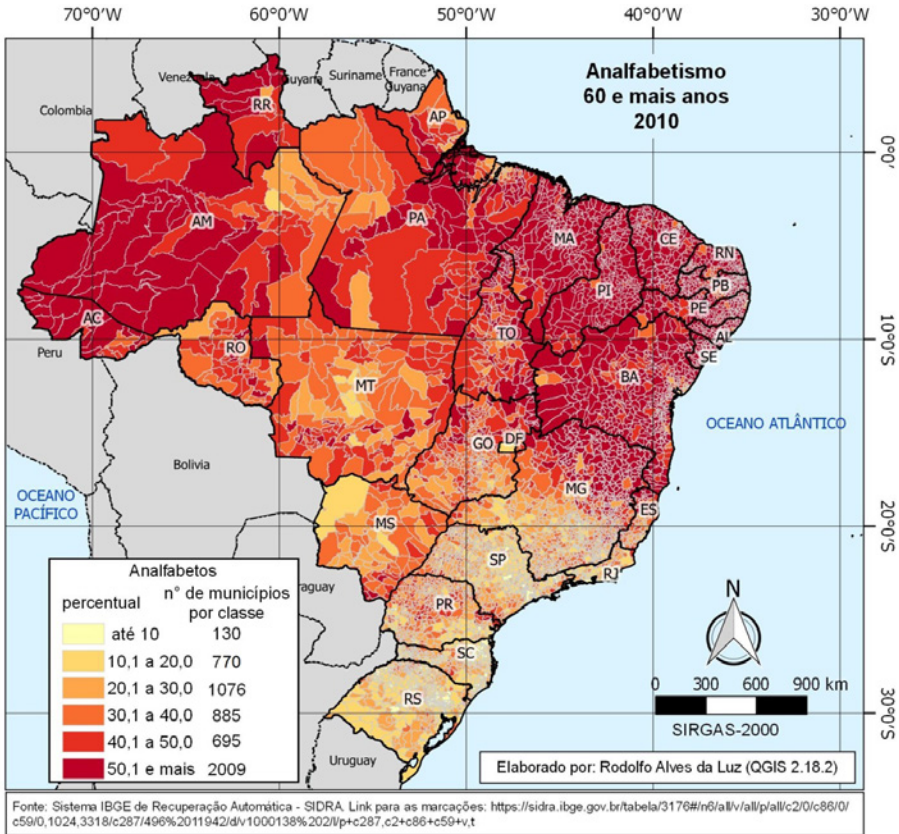 70°0'W 60°0'W 50°0'W 40°0'W 30°0'W
Analfabetismo
60 e mais anos
2010
Venezuela
Guyana
Suriname
France
Guyana
Colombia
RR
AP
0°0'
AM
PA
MA
CE
RN
PI
PB
PE
AC
AL
Peru
10°0'S
RO
TO
SE
MT
BA
OCEANO ATLÂNTICO
GO
DF
Bolivia
MG
OCEANO
PACÍFICO
ES
MS
20°0'S
SP
RJ
PR
SC
RS
30°0'S
Uruguay
Analfabetos
percentual
n° de municípios
por classe
até 10 130
10,1 a 20,0 770
20,1 a 30,0 1076
30,1 a 40,0 885
40,1 a 50,0 695
50,1 e mais 2009
raguay
N
0 300 600 900 km
SIRGAS-2000
Elaborado por: Rodolfo Alves da Luz (QGIS 2.18.2)
Fonte: Sistema IBGE de Recuperação Automática - SIDRA. Link para as marcações: https://sidra.ibge.gov.br/tabela/3176#/n6/all/v/all/p/all/c2/0/c86/0/
c59/0,1024,3318/c287/496%2011942/d/v1000138%202/l/p+c287,c2+c86+c59+v,t